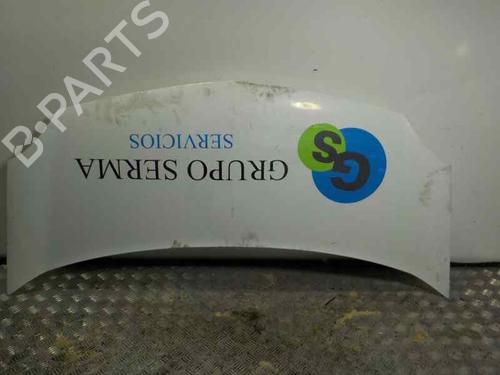 GRUPO SERMA
SERVICIOS
GS
B-PARTS